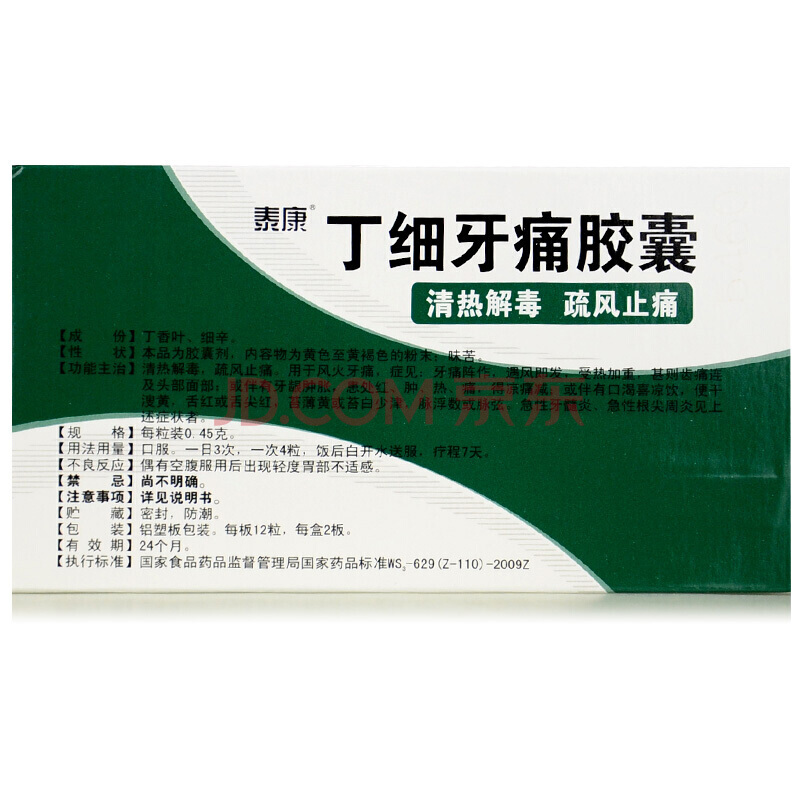 泰康®
丁细牙痛胶囊
清热解毒 疏风止痛
【成 份】丁香叶、细辛。
【性 状】本品为胶囊剂，内容物为黄色至黄褐色的粉末；味苦。
【功能主治】清热解毒，疏风止痛，用于风火牙痛，症见：牙痛阵作，遇风即发，受热加重，甚则齿痛连
及头部面部；或伴有牙龈肿胀，患处红、肿、热、痛，得凉痛减；或伴有口渴喜凉饮，便干
溲黄，舌红或舌尖红，苔薄黄或苔白少津，脉浮数或脉弦。急性牙髓炎、急性根尖周炎见上
述症状者。
【规 格】每粒装0.45克。
【用法用量】口服。一日3次，一次4粒，饭后白开水送服，疗程7天。
【不良反应】偶有空腹服用后出现轻度胃部不适感。
【禁 忌】尚不明确。
【注意事项】详见说明书。
【贮 藏】密封，防潮。
【包 装】铝塑板包装。每板12粒，每盒2板。
【有 效 期】24个月。
【执行标准】国家食品药品监督管理局国家药品标准WS₃-629(Z-110)-2009Z
JD.COM 京东